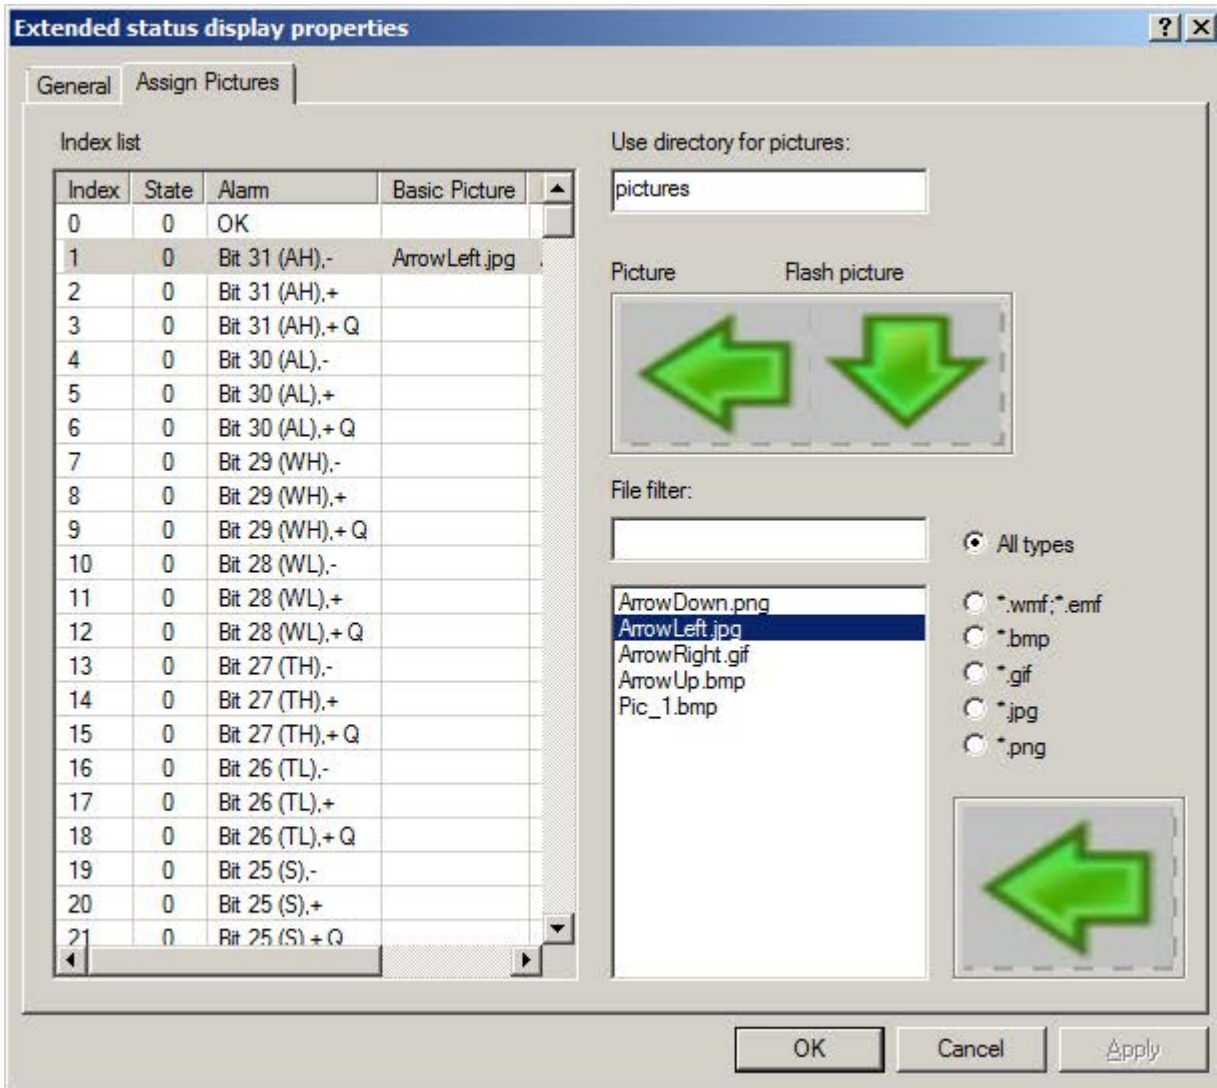 Extended status display properties
General Assign Pictures
Index list
Index State Alarm Basic Picture
0 0 OK
1 0 Bit 31 (AH),- ArrowLeft.jpg
2 0 Bit 31 (AH),+
3 0 Bit 31 (AH),+ Q
4 0 Bit 30 (AL),-
5 0 Bit 30 (AL),+
6 0 Bit 30 (AL),+ Q
7 0 Bit 29 (WH),-
8 0 Bit 29 (WH),+
9 0 Bit 29 (WH),+ Q
10 0 Bit 28 (WL),-
11 0 Bit 28 (WL),+
12 0 Bit 28 (WL),+ Q
13 0 Bit 27 (TH),-
14 0 Bit 27 (TH),+
15 0 Bit 27 (TH),+ Q
16 0 Bit 26 (TL),-
17 0 Bit 26 (TL),+
18 0 Bit 26 (TL),+ Q
19 0 Bit 25 (S),-
20 0 Bit 25 (S),+
21 0 Bit 25 (S),+ Q
Use directory for pictures:
pictures
Picture Flash picture
File filter:
All types
ArrowDown.png
ArrowLeft.jpg
ArrowRight.gif
ArrowUp.bmp
Pic_1.bmp
*.wmf;*.emf
*.bmp
*.gif
*.jpg
*.png
OK Cancel Apply